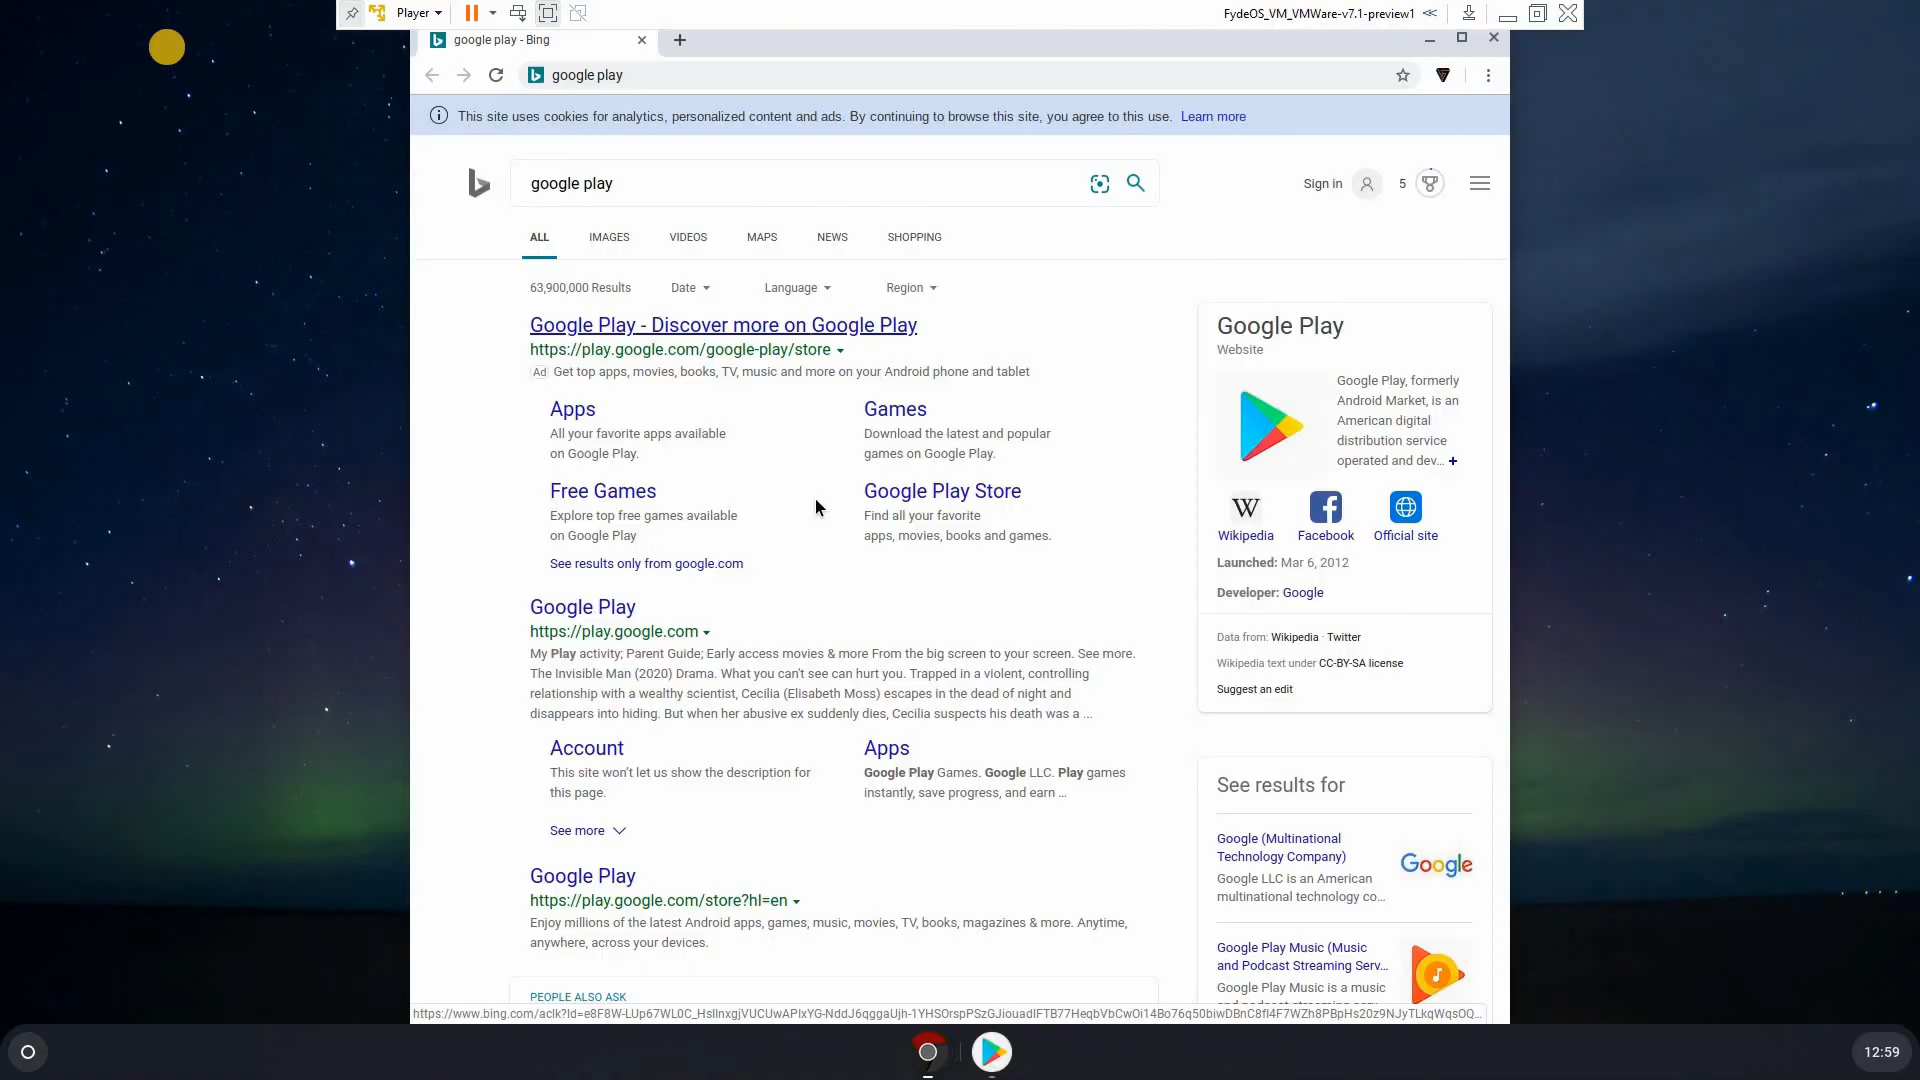 Player
FydeOS_VM_VMWare-v7.1-preview1
google play - Bing
google play
This site uses cookies for analytics, personalized content and ads. By continuing to browse this site, you agree to this use. Learn more
google play
Sign in
5
ALL
IMAGES
VIDEOS
MAPS
NEWS
SHOPPING
63,900,000 Results
Date
Language
Region
Google Play - Discover more on Google Play
https://play.google.com/google-play/store
Ad Get top apps, movies, books, TV, music and more on your Android phone and tablet
Apps
All your favorite apps available
on Google Play.
Games
Download the latest and popular
games on Google Play.
Free Games
Explore top free games available
on Google Play
Google Play Store
Find all your favorite
apps, movies, books and games.
See results only from google.com
Google Play
https://play.google.com
My Play activity; Parent Guide; Early access movies & more From the big screen to your screen. See more.
The Invisible Man (2020) Drama. What you can't see can hurt you. Trapped in a violent, controlling
relationship with a wealthy scientist, Cecilia (Elisabeth Moss) escapes in the dead of night and
disappears into hiding. But when her abusive ex suddenly dies, Cecilia suspects his death was a ...
Account
This site won't let us show the description for
this page.
Apps
Google Play Games. Google LLC. Play games
instantly, save progress, and earn ...
See more
Google Play
https://play.google.com/store?hl=en
Enjoy millions of the latest Android apps, games, music, movies, TV, books, magazines & more. Anytime,
anywhere, across your devices.
PEOPLE ALSO ASK
Google Play
Website
Google Play, formerly
Android Market, is an
American digital
distribution service
operated and dev...
W
Wikipedia
Facebook
Official site
Launched: Mar 6, 2012
Developer: Google
Data from: Wikipedia · Twitter
Wikipedia text under CC-BY-SA license
Suggest an edit
See results for
Google (Multinational
Technology Company)
Google LLC is an American
multinational technology co...
Google
Google Play Music (Music
and Podcast Streaming Serv...
Google Play Music is a music
12:59